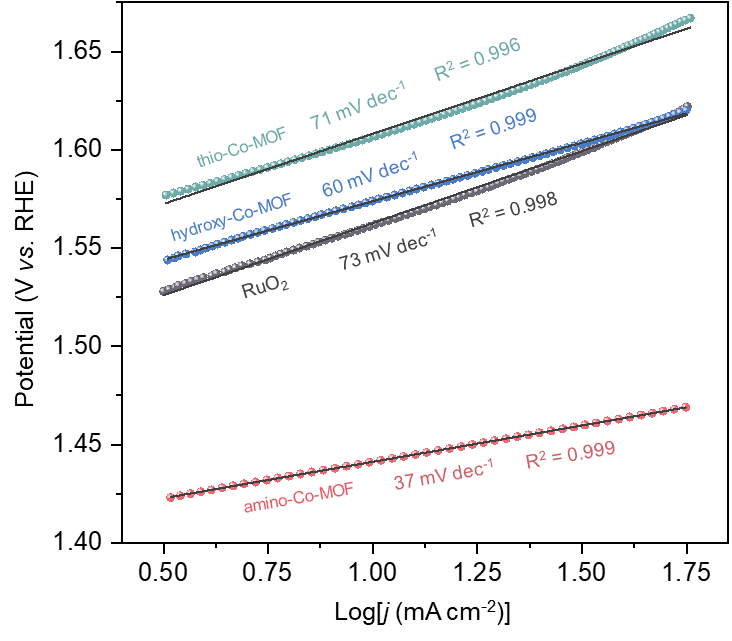 1.65
1.60
1.55
1.50
1.45
1.40
Potential (V vs. RHE)
thio-Co-MOF 71 mV dec⁻¹ R² = 0.996
hydroxy-Co-MOF 60 mV dec⁻¹ R² = 0.999
RuO₂ 73 mV dec⁻¹ R² = 0.998
amino-Co-MOF 37 mV dec⁻¹ R² = 0.999
0.50 0.75 1.00 1.25 1.50 1.75
Log[j (mA cm⁻²)]